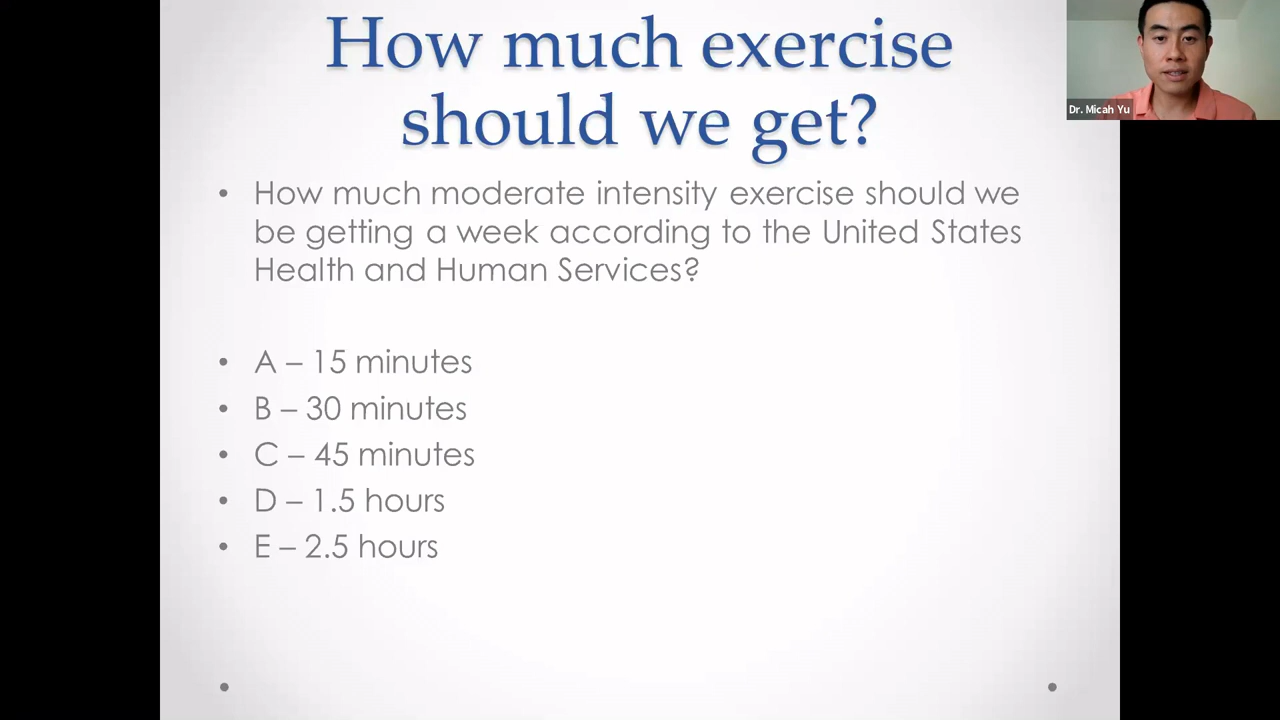 How much exercise
should we get?
Dr. Micah Yu
• How much moderate intensity exercise should we
be getting a week according to the United States
Health and Human Services?
• A – 15 minutes
• B – 30 minutes
• C – 45 minutes
• D – 1.5 hours
• E – 2.5 hours